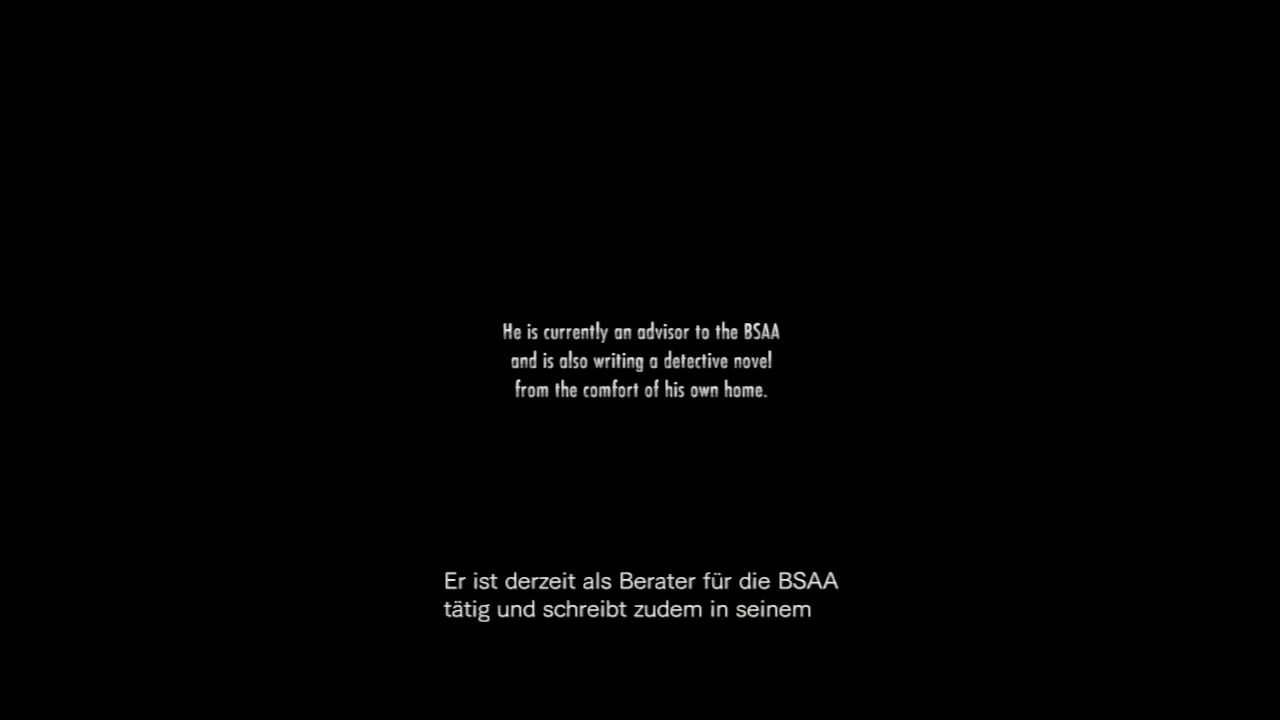 He is currently an advisor to the BSAA
and is also writing a detective novel
from the comfort of his own home.
Er ist derzeit als Berater für die BSAA
tätig und schreibt zudem in seinem